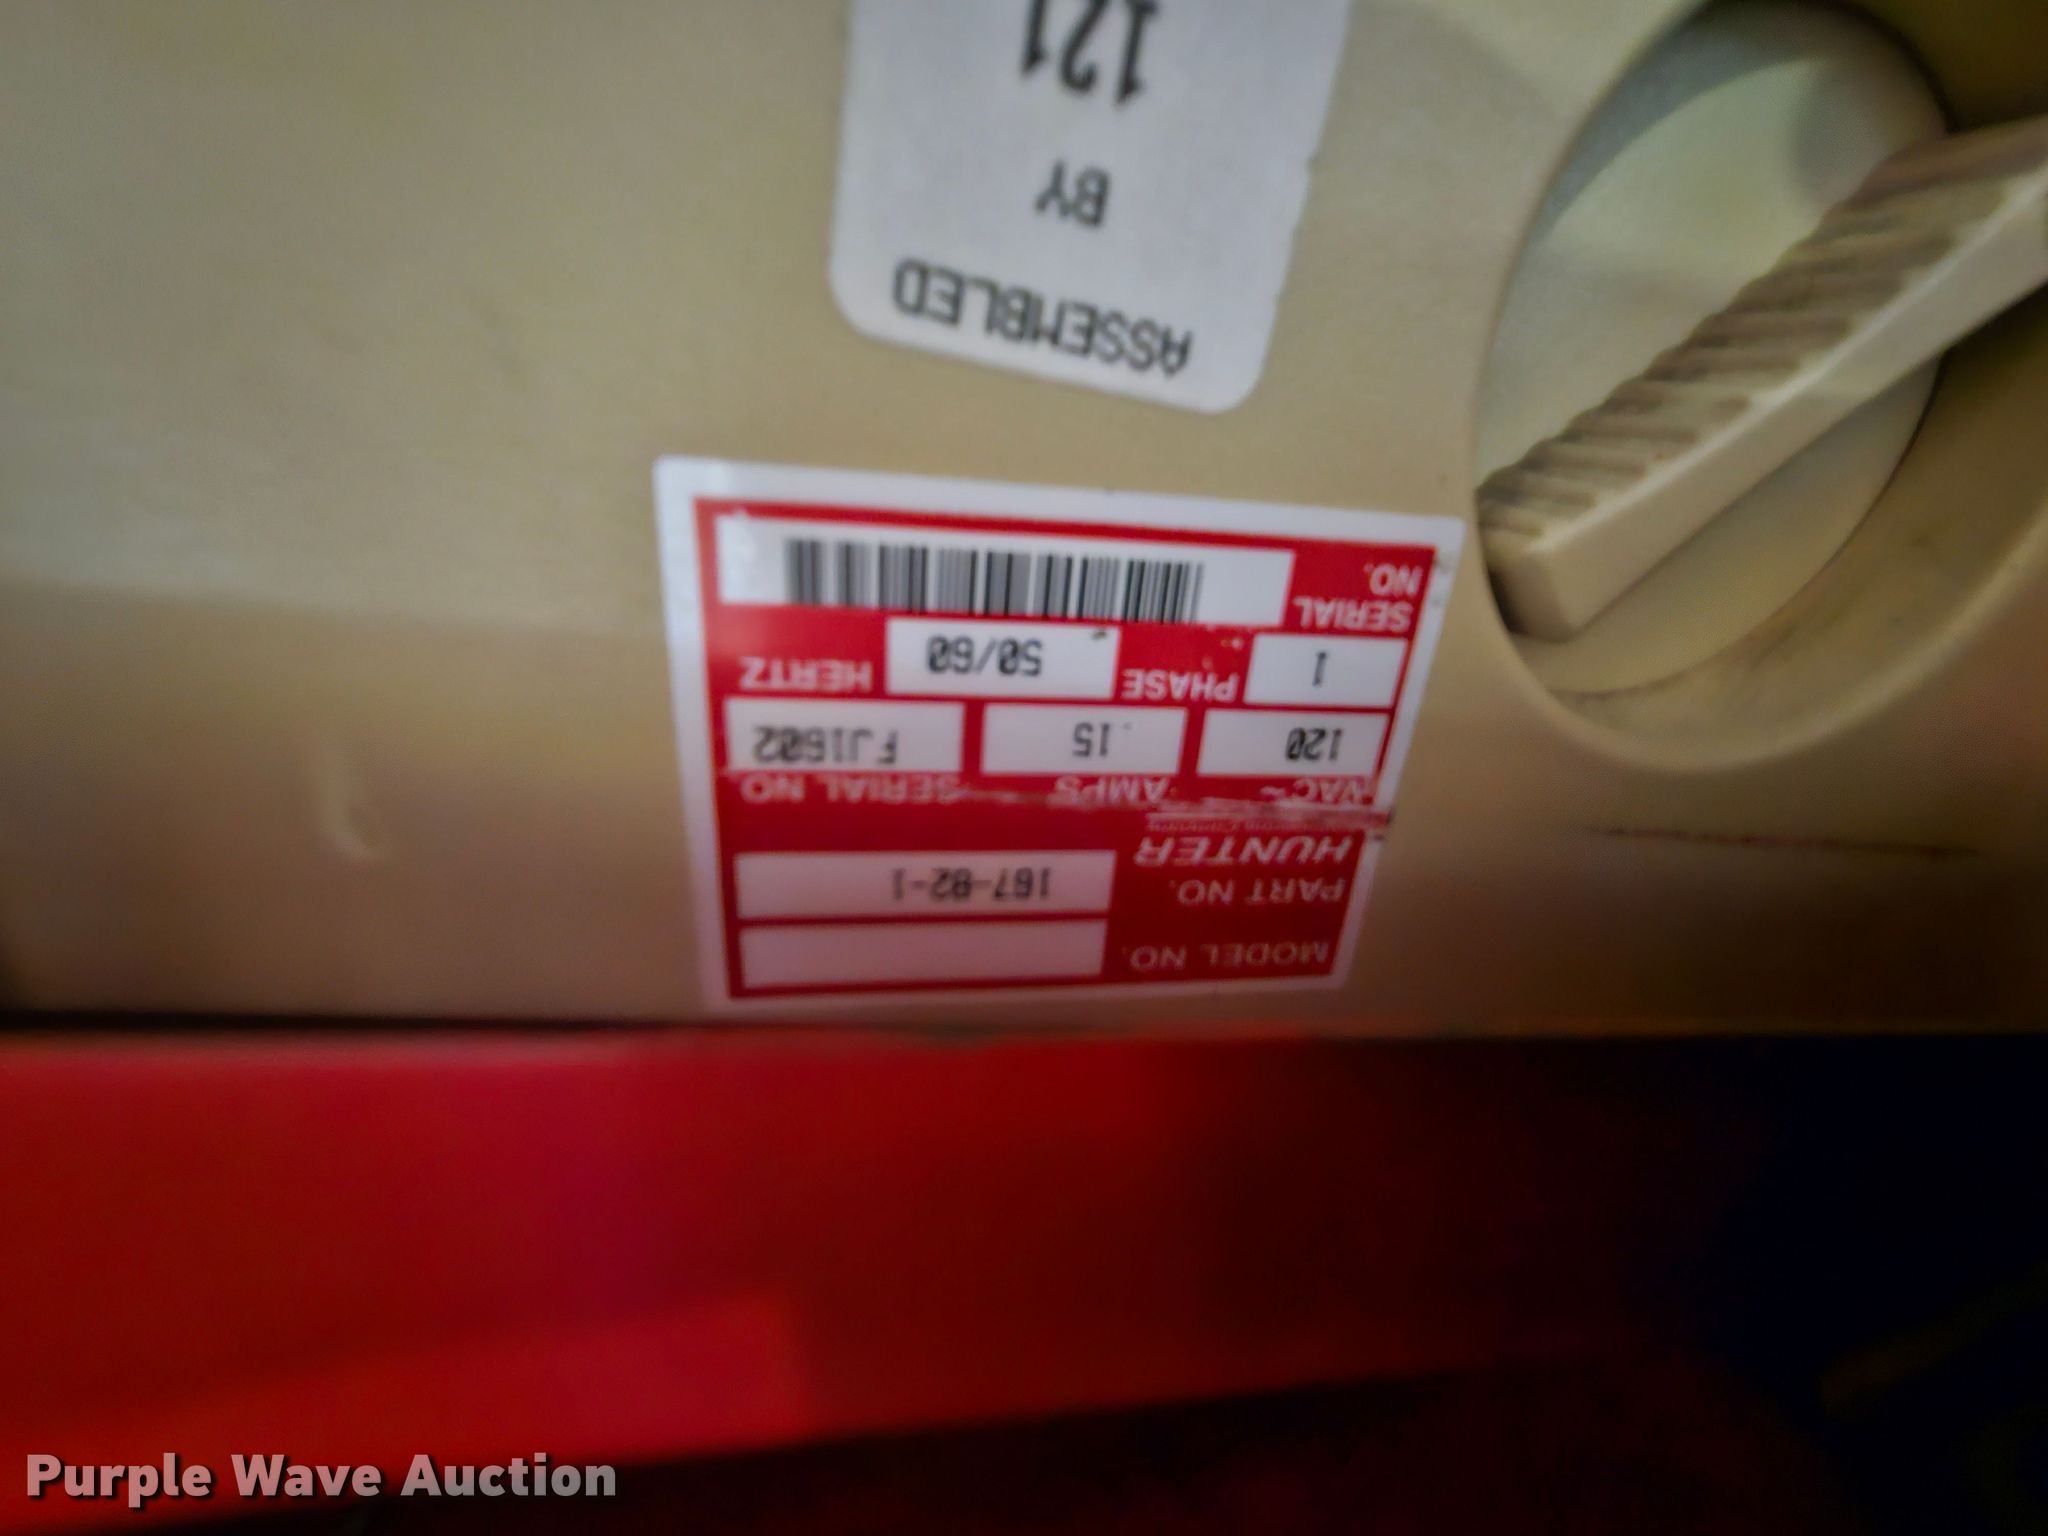 ASSEMBLED
BY
121
MODEL NO.
PART NO. 167-82-1
HUNTER
VAC~ AMPS SERIAL NO
120 .15 FJ1602
1 PHASE 50/60 HERTZ
SERIAL
NO.
Purple Wave Auction